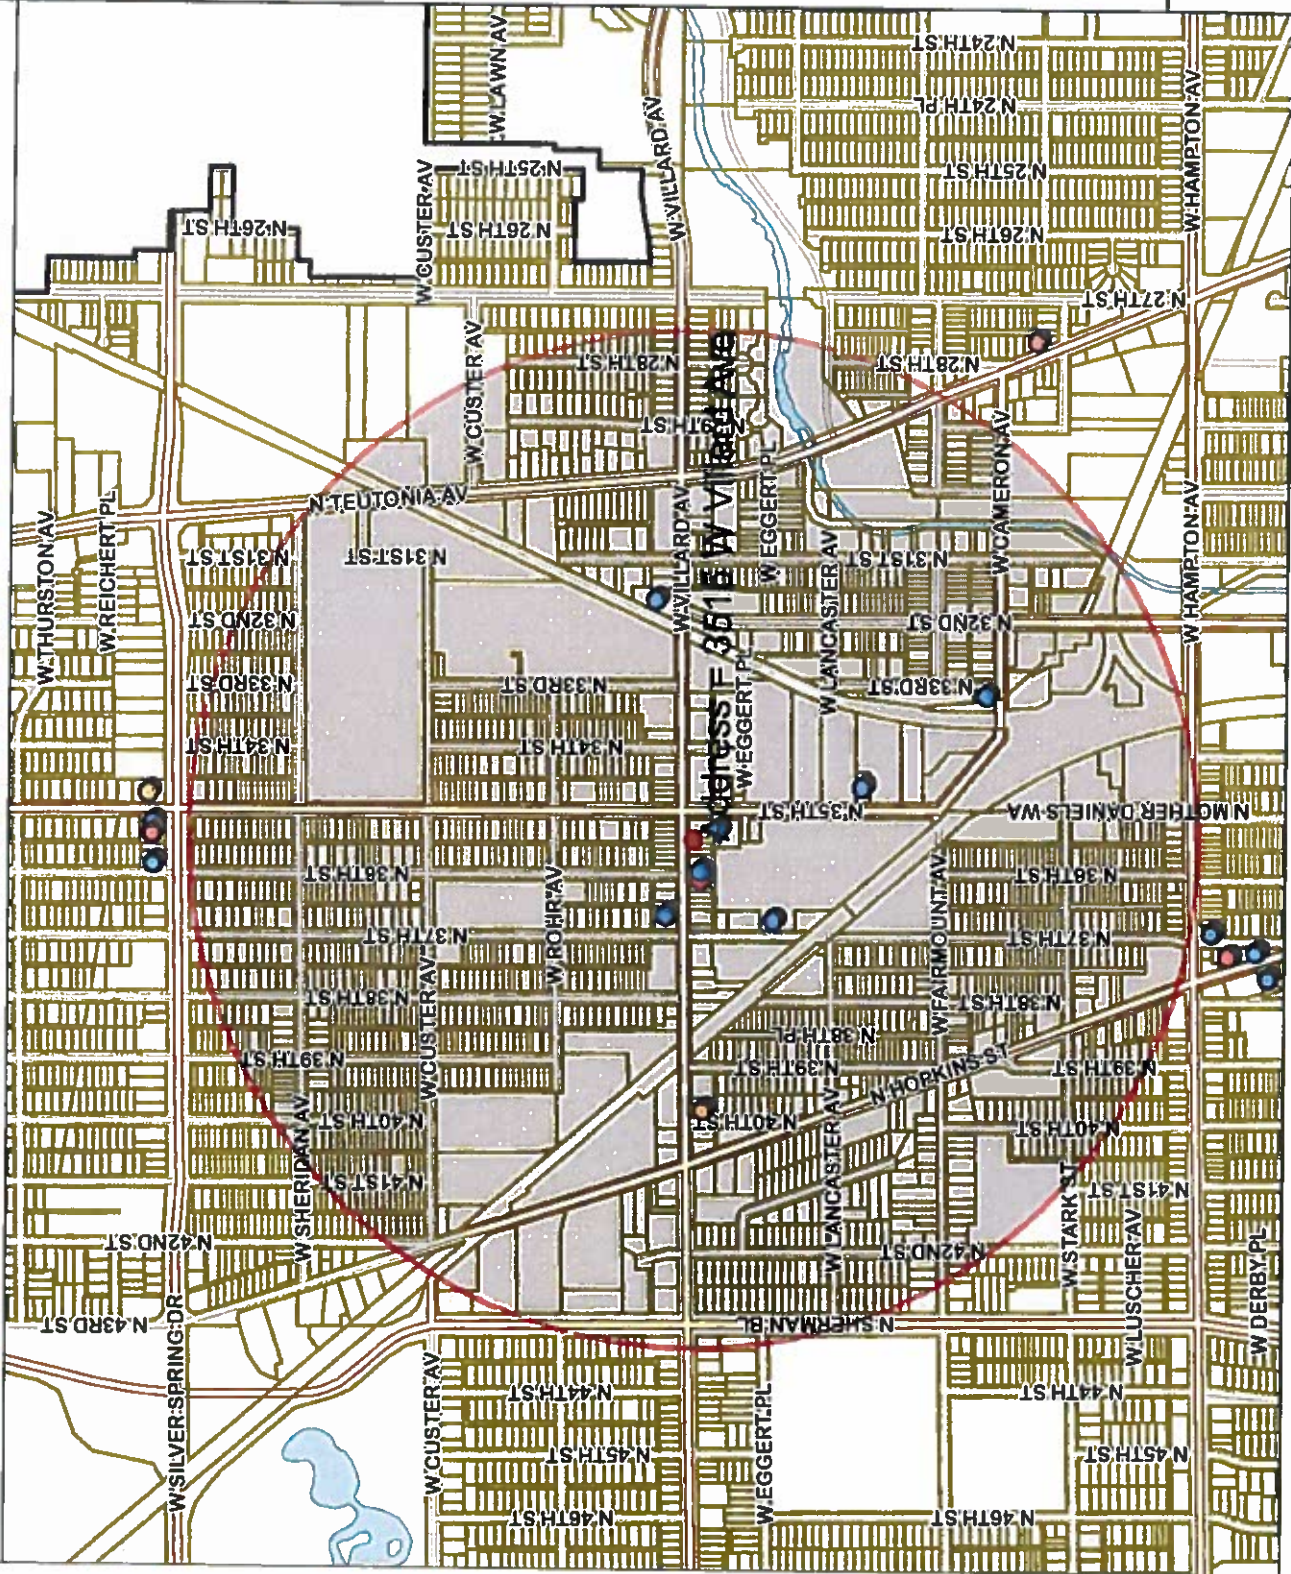 W.LAWN AV
N.24TH ST
N.24TH PL
N.25TH ST
N.25TH ST
W.VILLARD AV
W.HAMPTON AV
N.26TH ST
W.CUSTER AV
N.26TH ST
N.26TH ST
N.27TH ST
W.CUSTER AV
N.28TH ST
N.28TH ST
W.CAMERON AV
W.EGGERT PL
N.TEUTONIA AV
W.THURSTON AV
W.REICHERT PL
N.31ST ST
N.31ST ST
N.31ST ST
W.VILLARD AV
W.LANCASTER AV
W.HAMPTON AV
N.32ND ST
N.32ND ST
N.33RD ST
N.33RD ST
N.33RD ST
W.EGGERT PL
N.34TH ST
N.34TH ST
N.35TH ST
N MOTHER DANIELS WA
N.36TH ST
N.36TH ST
W.ROHR AV
W.FAIRMOUNT AV
N.37TH ST
N.37TH ST
N.38TH ST
N.38TH ST
W.CUSTER AV
N.38TH PL
N.39TH ST
N.39TH ST
N.39TH ST
N HOPKINS ST
N.40TH ST
N.40TH ST
N.40TH ST
W.SHERIDAN AV
W.LANCASTER AV
N.41ST ST
N.41ST ST
W.STARK ST
N.42ND ST
N.42ND ST
W.LUSCHER AV
W DERBY PL
N.43RD ST
N SHERMAN BL
W.SILVER SPRING DR
W.CUSTER AV
W.EGGERT PL
N.44TH ST
N.44TH ST
N.45TH ST
N.45TH ST
N.46TH ST
N.46TH ST